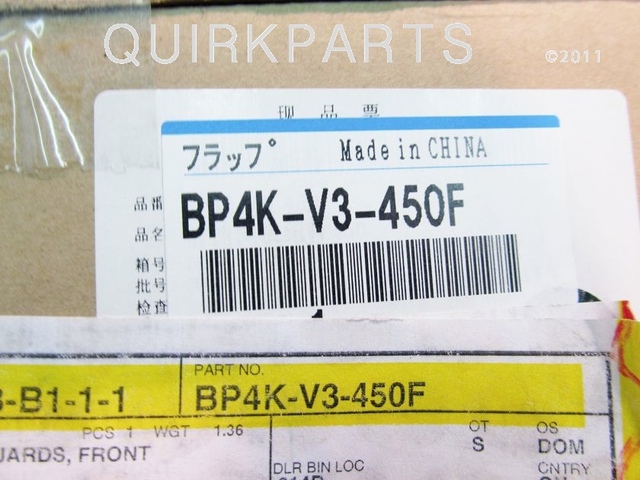 QUIRKPARTS
©2011
现 品 票
フラップ Made in CHINA
品番 BP4K-V3-450F
品名
箱号
批号
检查
PART NO.
3-B1-1-1 BP4K-V3-450F
PCS 1 WGT 1.36 OT OS
UARDS, FRONT S DOM
DLR BIN LOC CNTRY